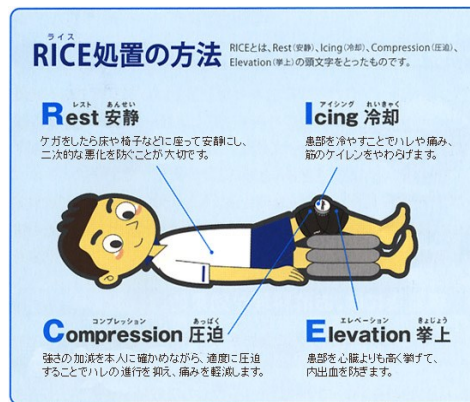 ライス
RICE処置の方法
RICEとは、Rest(安静)、Icing(冷却)、Compression(圧迫)、
Elevation(挙上)の頭文字をとったものです。
レスト あんせい
Rest 安静
ケガをしたら床や椅子などに座って安静にし、
二次的な悪化を防ぐことが大切です。
アイシング れいきゃく
Icing 冷却
患部を冷やすことでハレや痛み、
筋のケイレンをやわらげます。
コンプレッション あっぱく
Compression 圧迫
強さの加減を本人に確かめながら、適度に圧迫
することでハレの進行を抑え、痛みを軽減します。
エレベーション きょじょう
Elevation 挙上
患部を心臓よりも高く挙げて、
内出血を防ぎます。